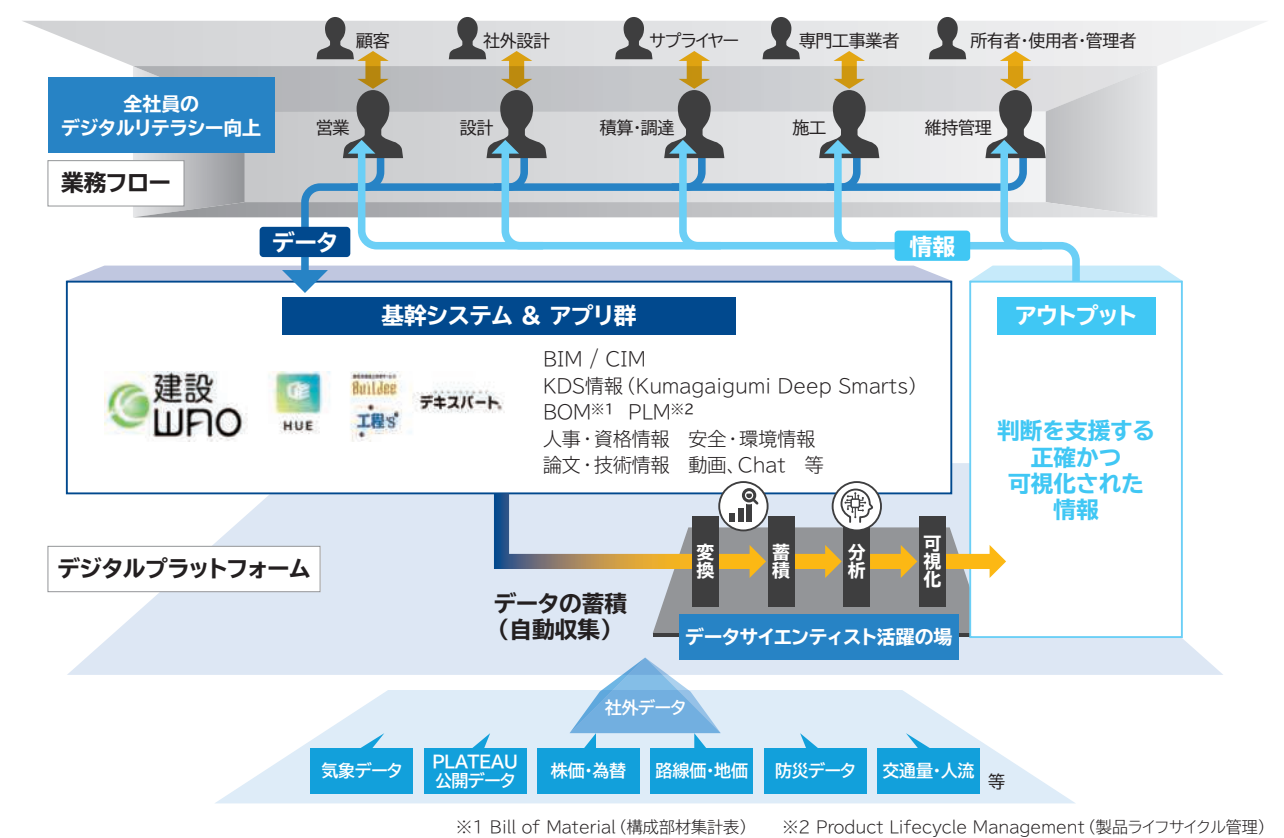 顧客
社外設計
サプライヤー
専門工事業者
所有者・使用者・管理者
全社員の
デジタルリテラシー向上
営業
設計
積算・調達
施工
維持管理
業務フロー
データ
情報
基幹システム & アプリ群
アウトプット
建設
WAO
HUE
Buildee
工程's
デキスパート
BIM / CIM
KDS情報(Kumagaigumi Deep Smarts)
BOM※1 PLM※2
人事・資格情報 安全・環境情報
論文・技術情報 動画、Chat 等
判断を支援する
正確かつ
可視化された
情報
デジタルプラットフォーム
変換
蓄積
分析
可視化
データの蓄積
(自動収集)
データサイエンティスト活躍の場
社外データ
気象データ
PLATEAU
公開データ
株価・為替
路線価・地価
防災データ
交通量・人流
等
※1 Bill of Material(構成部材集計表) ※2 Product Lifecycle Management(製品ライフサイクル管理)